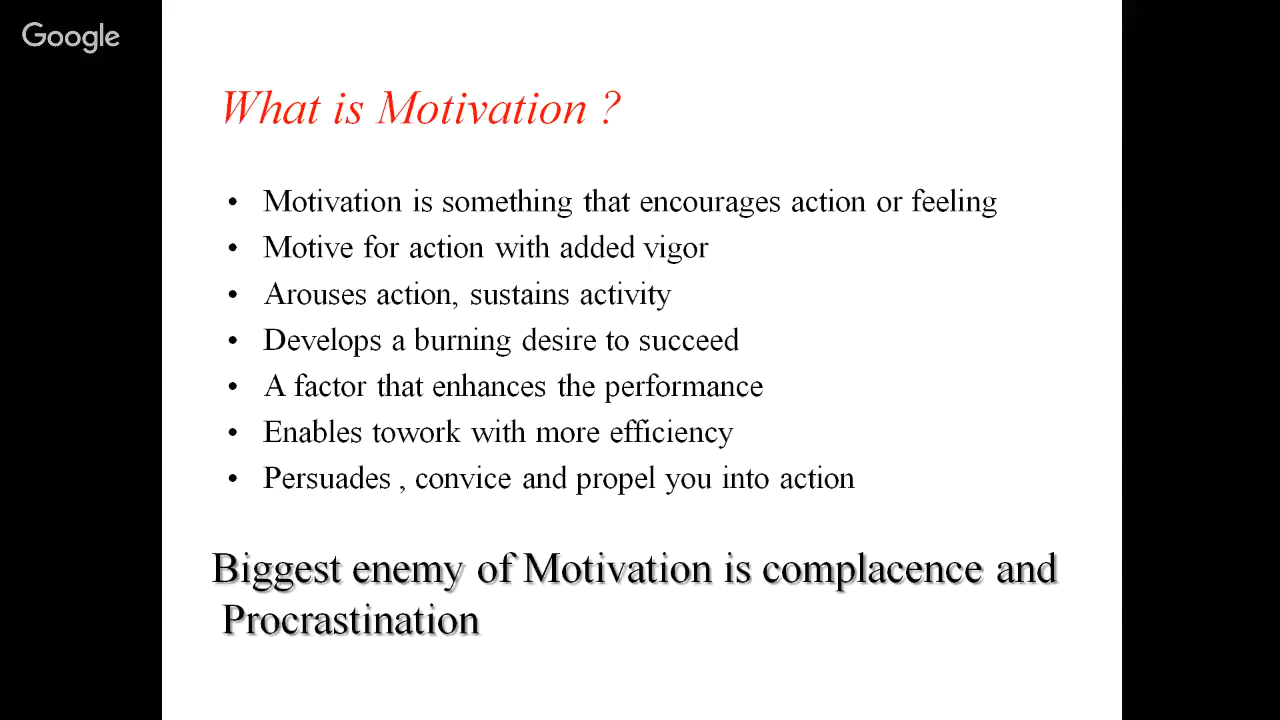 Google
What is Motivation ?
• Motivation is something that encourages action or feeling
• Motive for action with added vigor
• Arouses action, sustains activity
• Develops a burning desire to succeed
• A factor that enhances the performance
• Enables towork with more efficiency
• Persuades , convice and propel you into action
Biggest enemy of Motivation is complacence and
Procrastination